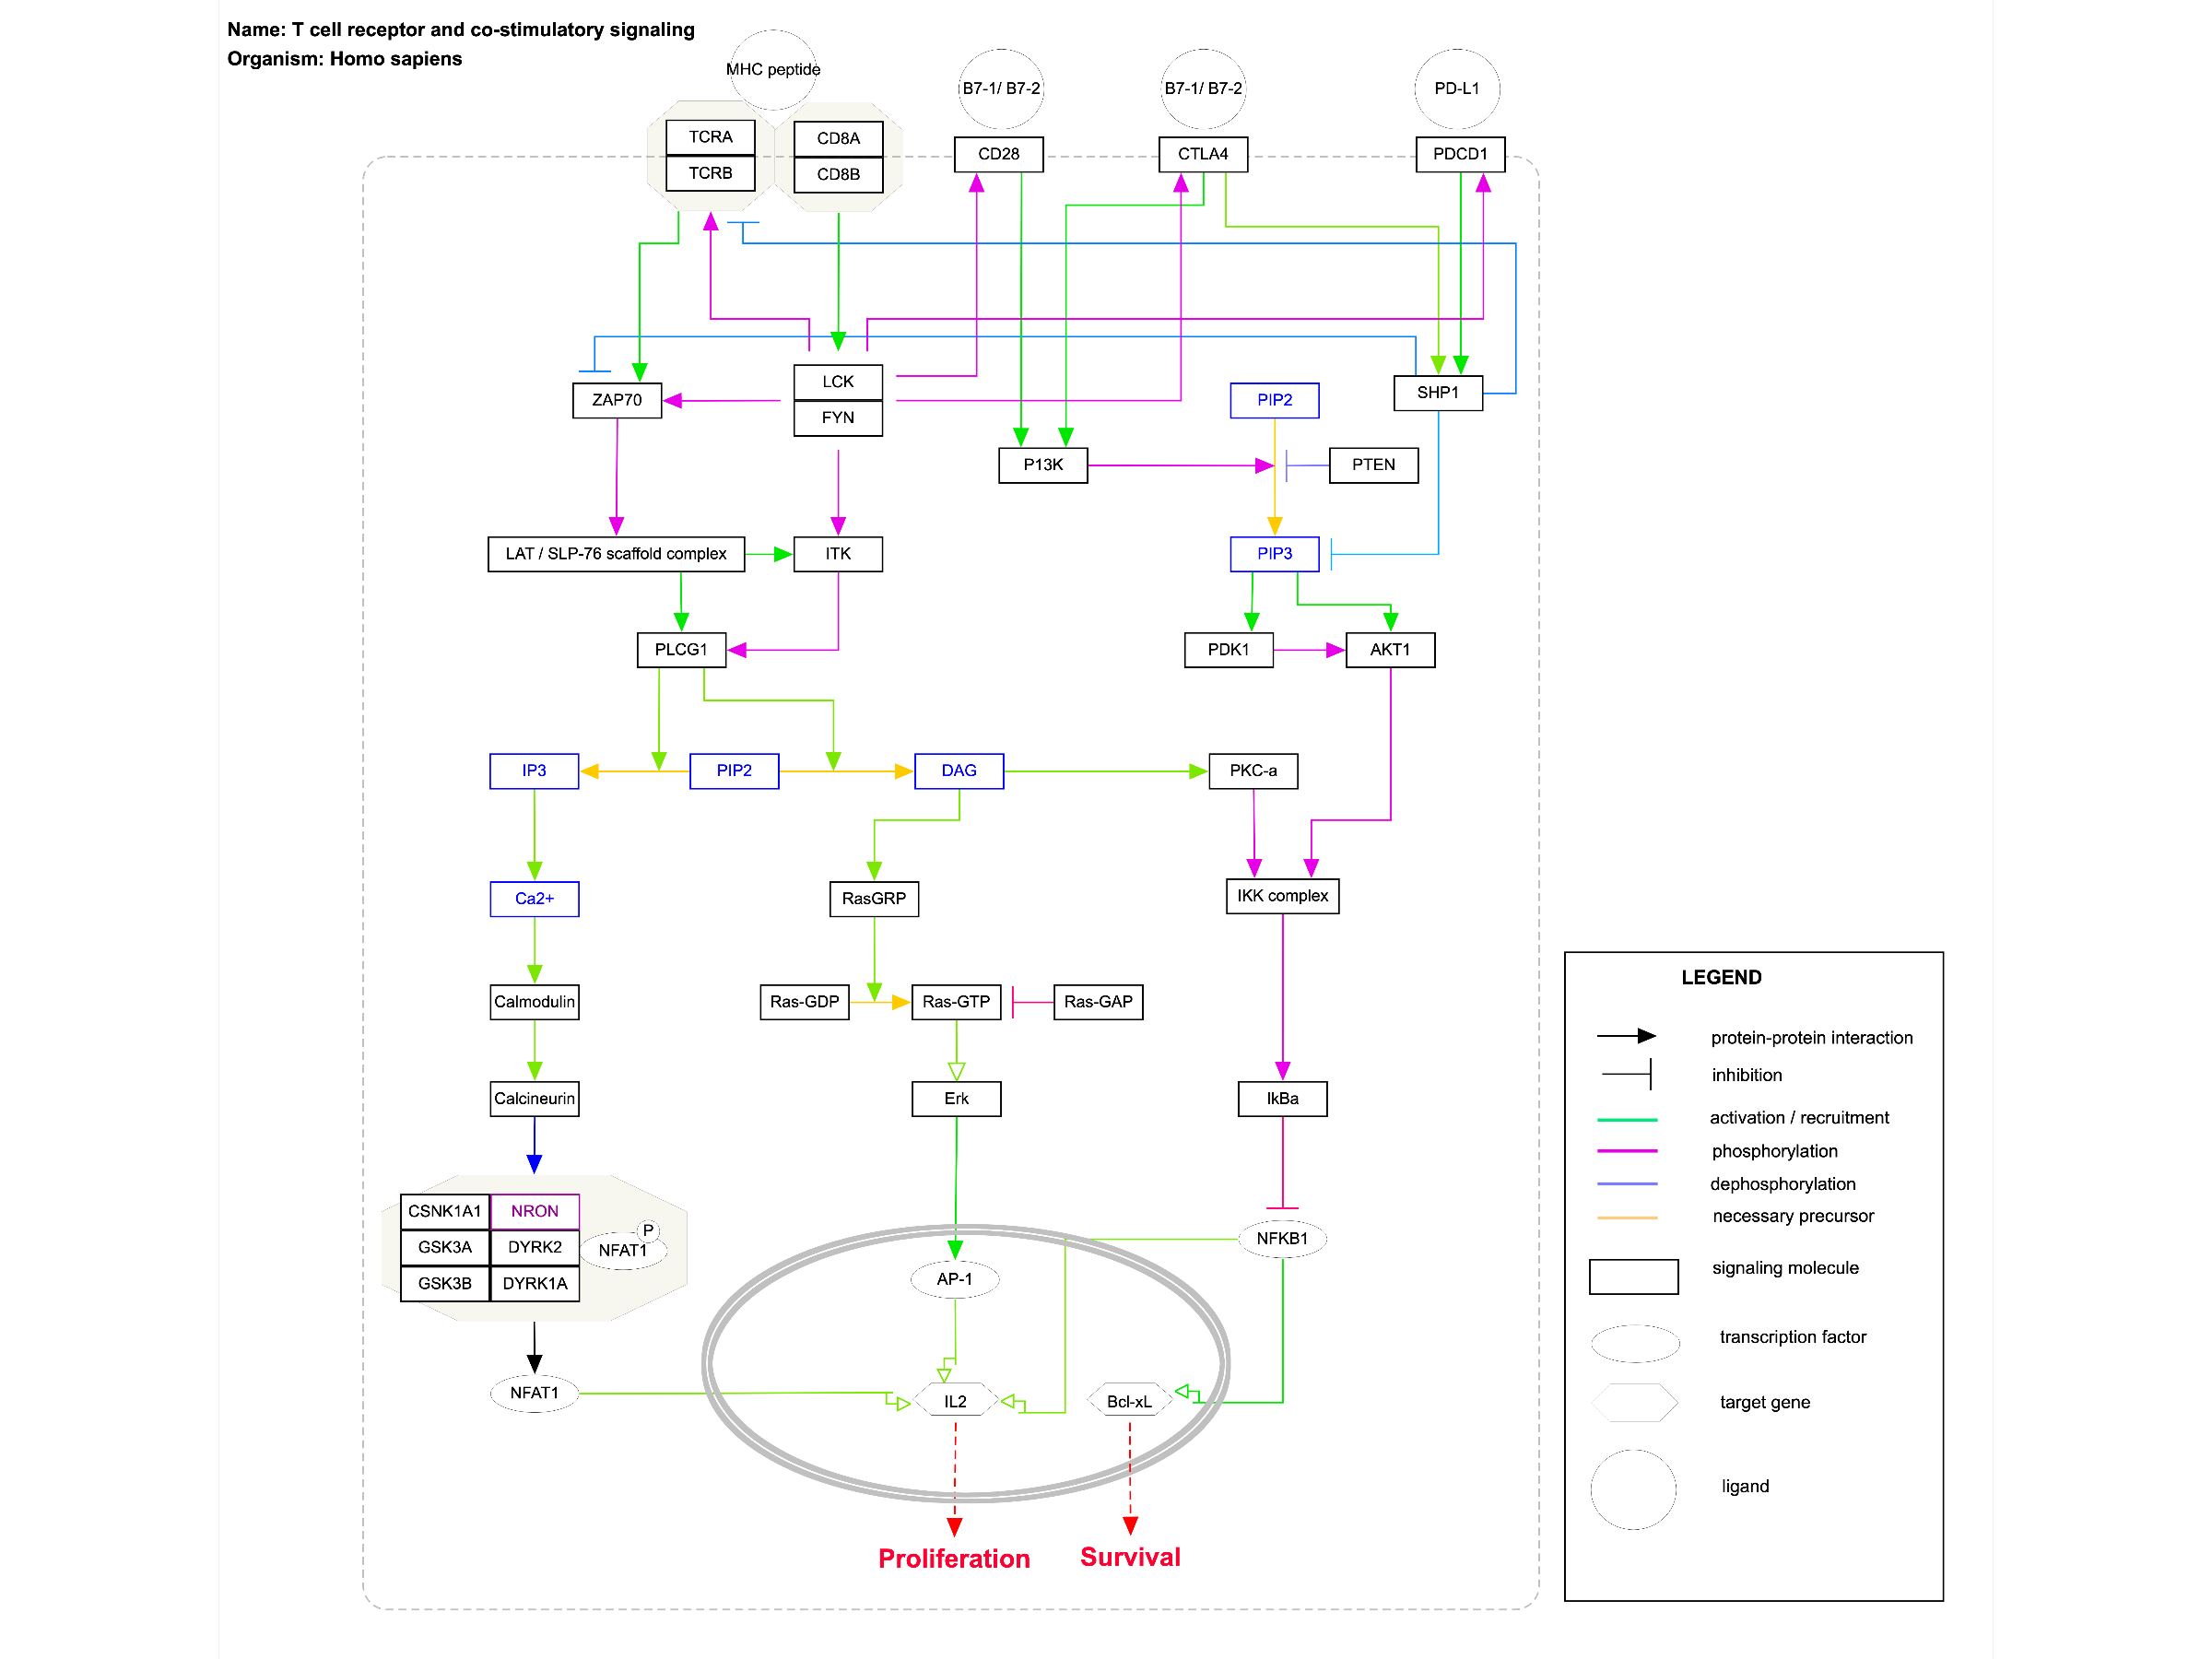 Name: T cell receptor and co-stimulatory signaling
Organism: Homo sapiens
MHC peptide
B7-1/ B7-2
B7-1/ B7-2
PD-L1
TCRA
CD8A
CD28
CTLA4
PDCD1
TCRB
CD8B
LCK
ZAP70
FYN
PIP2
SHP1
P13K
PTEN
LAT / SLP-76 scaffold complex
ITK
PIP3
PLCG1
PDK1
AKT1
IP3
PIP2
DAG
PKC-a
Ca2+
RasGRP
IKK complex
Calmodulin
Ras-GDP
Ras-GTP
Ras-GAP
Calcineurin
Erk
IkBa
CSNK1A1
NRON
P
GSK3A
DYRK2
NFAT1
GSK3B
DYRK1A
NFKB1
AP-1
NFAT1
IL2
Bcl-xL
Proliferation
Survival
LEGEND
protein-protein interaction
inhibition
activation / recruitment
phosphorylation
dephosphorylation
necessary precursor
signaling molecule
transcription factor
target gene
ligand